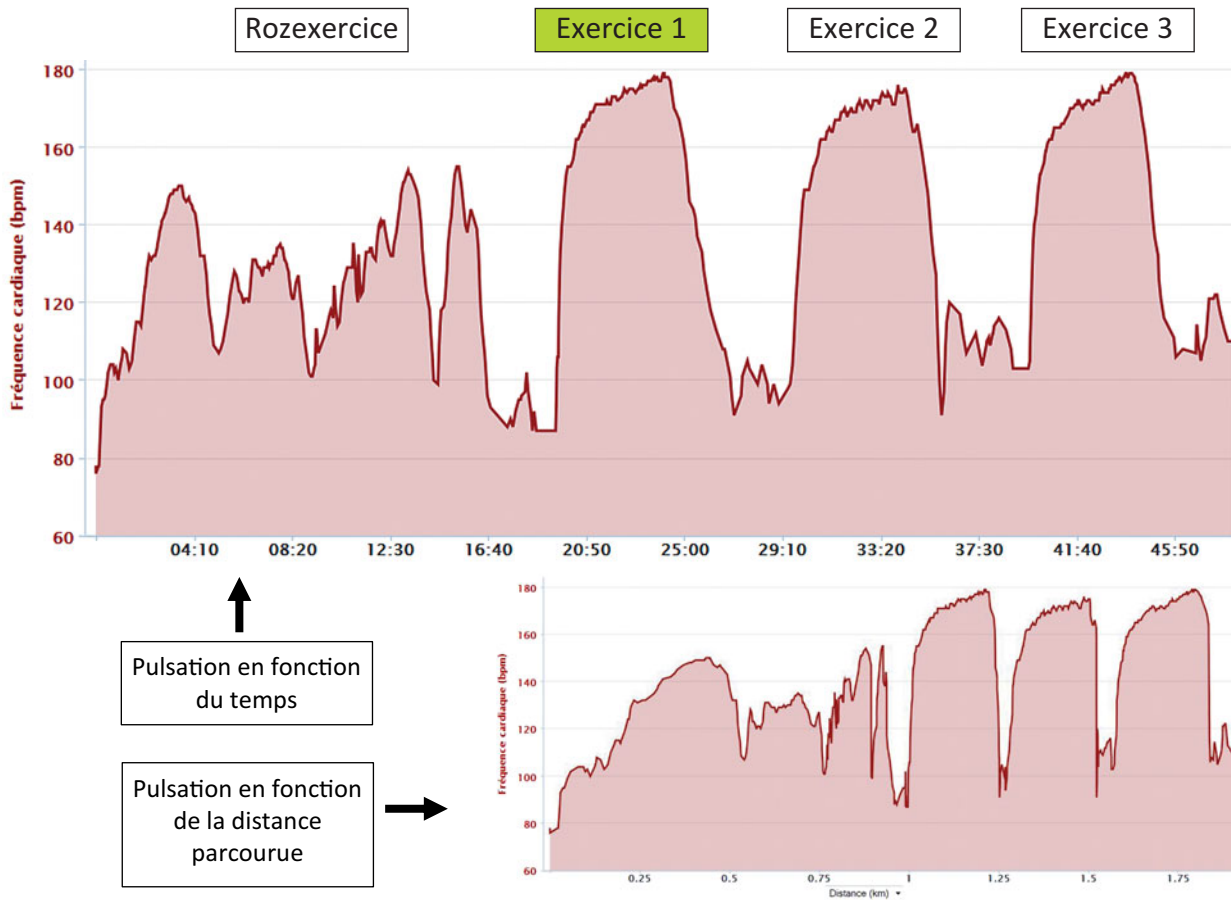 Rozexercice
Exercice 1
Exercice 2
Exercice 3
Fréquence cardiaque (bpm)
180
160
140
120
100
80
60
04:10
08:20
12:30
16:40
20:50
25:00
29:10
33:20
37:30
41:40
45:50
Pulsation en fonction
du temps
Pulsation en fonction
de la distance
parcourue
Fréquence cardiaque (bpm)
180
160
140
120
100
80
60
0.25
0.5
0.75
1
1.25
1.5
1.75
Distance (km)